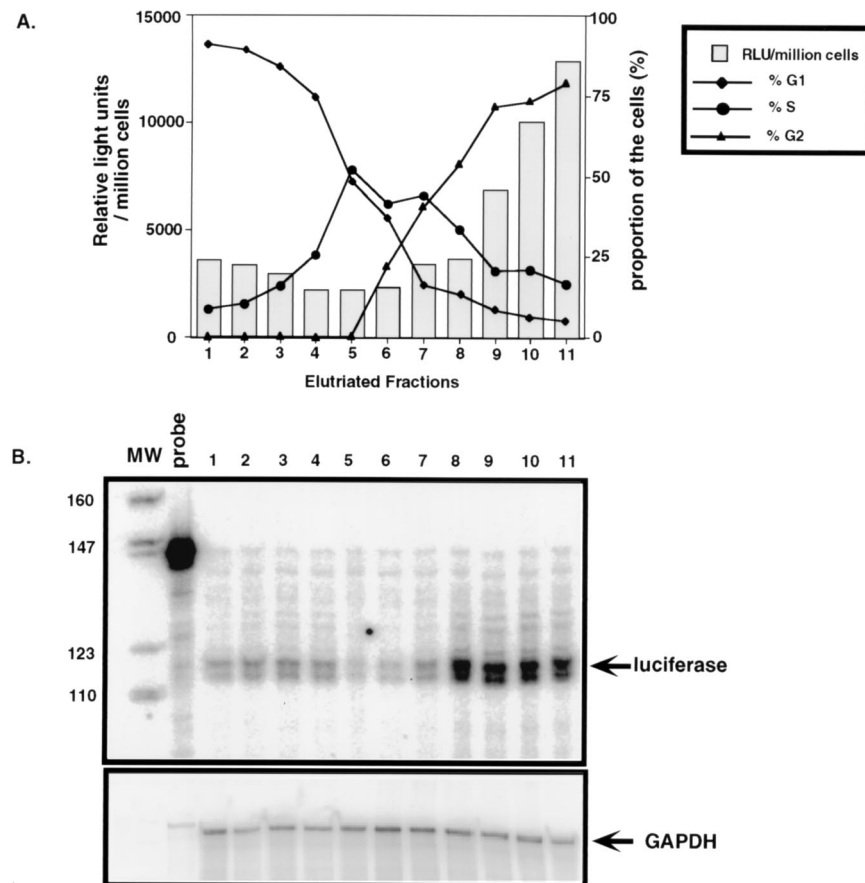 A.
15000
10000
5000
0
Relative light units
/ million cells
100
75
50
25
0
proportion of the cells (%)
1 2 3 4 5 6 7 8 9 10 11
Elutriated Fractions
RLU/million cells
% G1
% S
% G2
B.
MW probe 1 2 3 4 5 6 7 8 9 10 11
160
147
123
110
luciferase
GAPDH